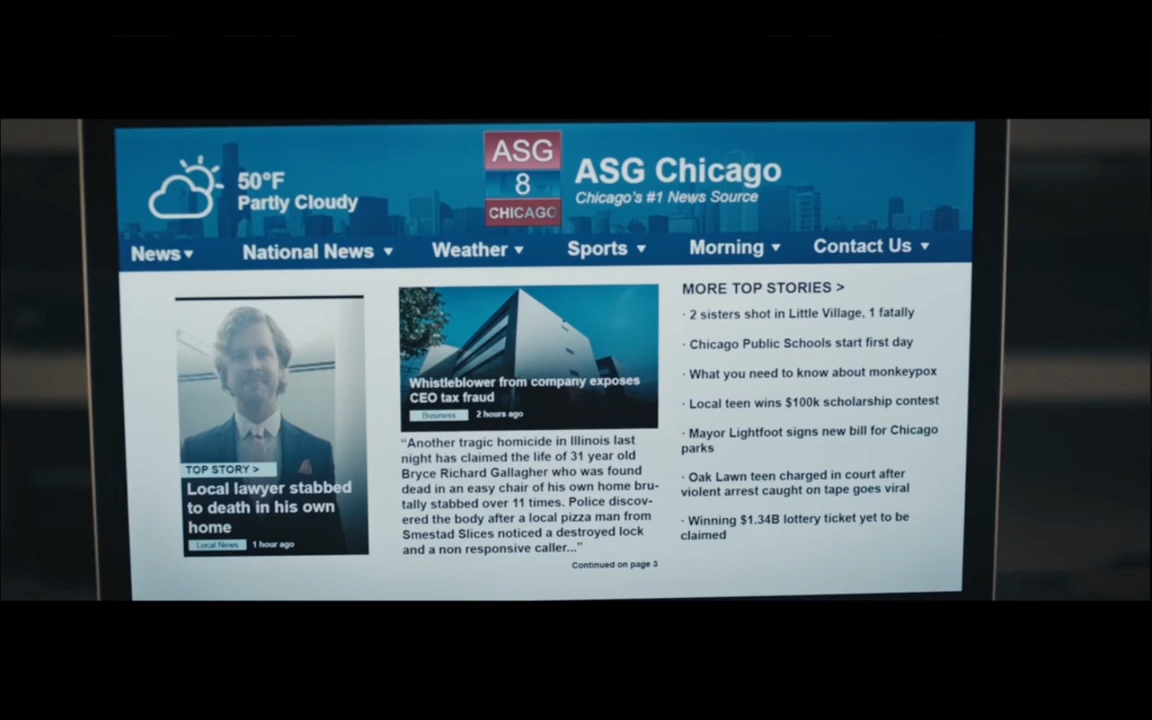 50°F
Partly Cloudy
ASG
8
CHICAGO
ASG Chicago
Chicago's #1 News Source
News
National News
Weather
Sports
Morning
Contact Us
TOP STORY >
Local lawyer stabbed
to death in his own
home
Local News 1 hour ago
Whistleblower from company exposes
CEO tax fraud
Business 2 hours ago
"Another tragic homicide in Illinois last
night has claimed the life of 31 year old
Bryce Richard Gallagher who was found
dead in an easy chair of his own home bru-
tally stabbed over 11 times. Police discov-
ered the body after a local pizza man from
Smestad Slices noticed a destroyed lock
and a non responsive caller..."
Continued on page 3
MORE TOP STORIES >
· 2 sisters shot in Little Village, 1 fatally
· Chicago Public Schools start first day
· What you need to know about monkeypox
· Local teen wins $100k scholarship contest
· Mayor Lightfoot signs new bill for Chicago
parks
· Oak Lawn teen charged in court after
violent arrest caught on tape goes viral
· Winning $1.34B lottery ticket yet to be
claimed